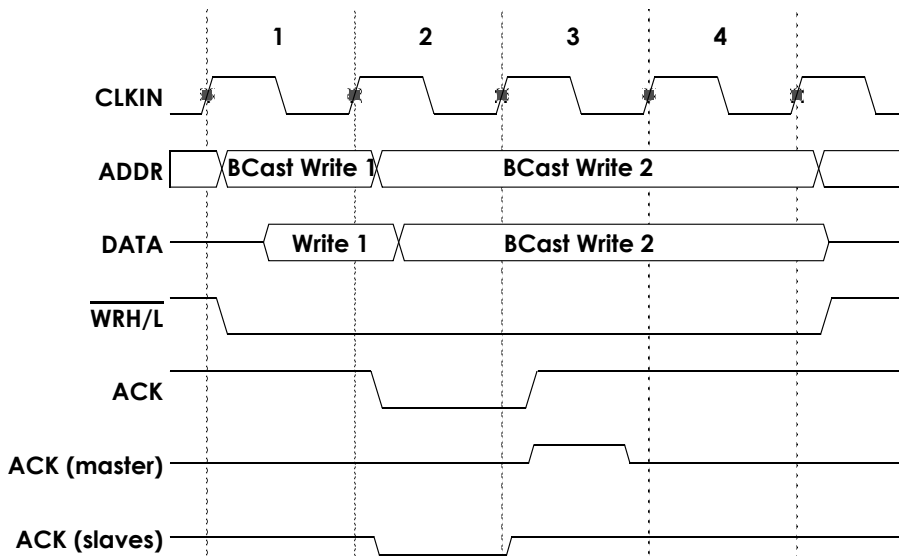 1 2 3 4
CLKIN
ADDR BCast Write 1 BCast Write 2
DATA Write 1 BCast Write 2
WRH/L
ACK
ACK (master)
ACK (slaves)